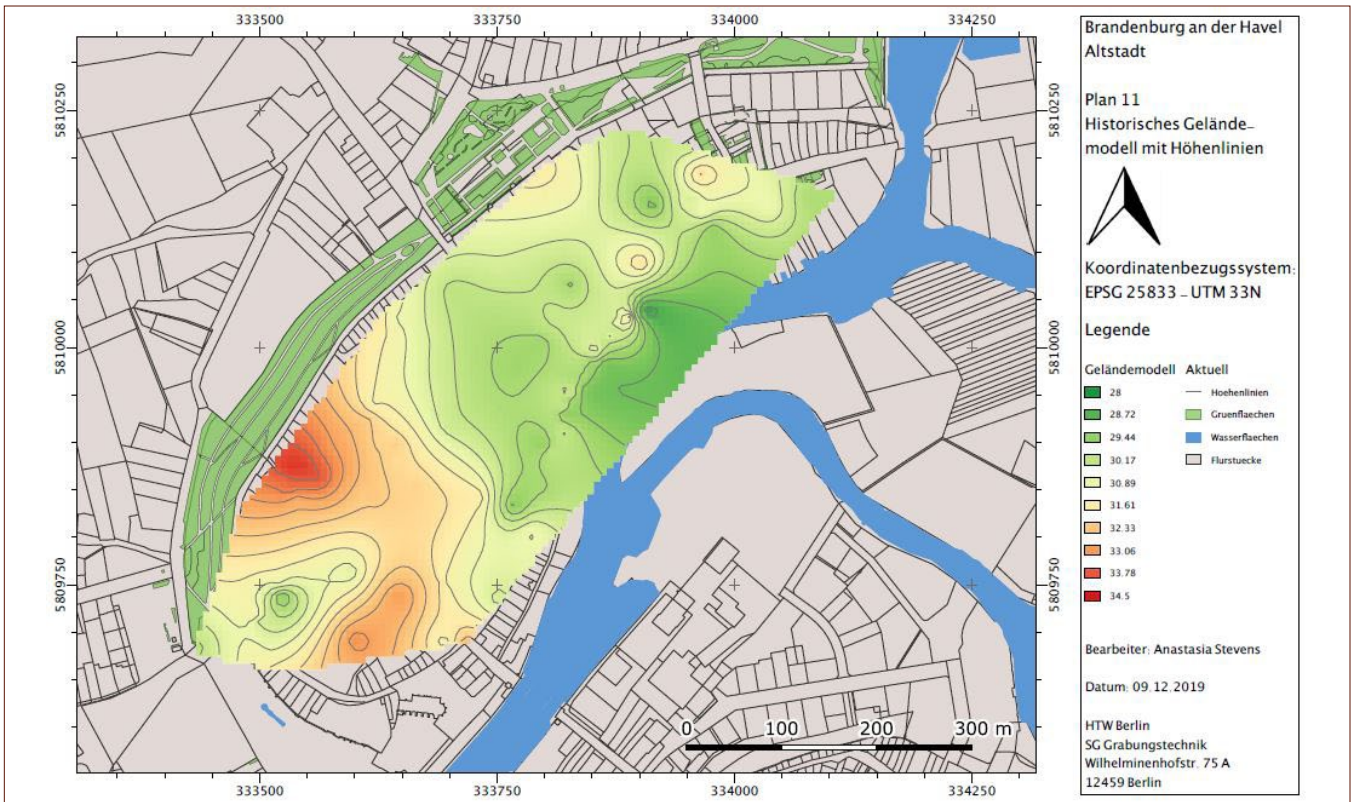 333500 333750 334000 334250
5810250
5810000
5809750
5810250
5810000
5809750
0 100 200 300 m
333500 333750 334000 334250
Brandenburg an der Havel
Altstadt
Plan 11
Historisches Gelände-
modell mit Höhenlinien
Koordinatenbezugssystem:
EPSG 25833 - UTM 33N
Legende
Geländemodell Aktuell
28 Hoehenlinien
28.72 Gruenflaechen
29.44 Wasserflaechen
30.17 Flurstuecke
30.89
31.61
32.33
33.06
33.78
34.5
Bearbeiter: Anastasia Stevens
Datum: 09.12.2019
HTW Berlin
SG Grabungstechnik
Wilhelminenhofstr. 75 A
12459 Berlin